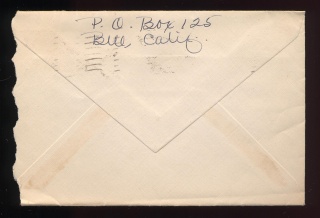 P. O. Box 125
Bell, Calif.